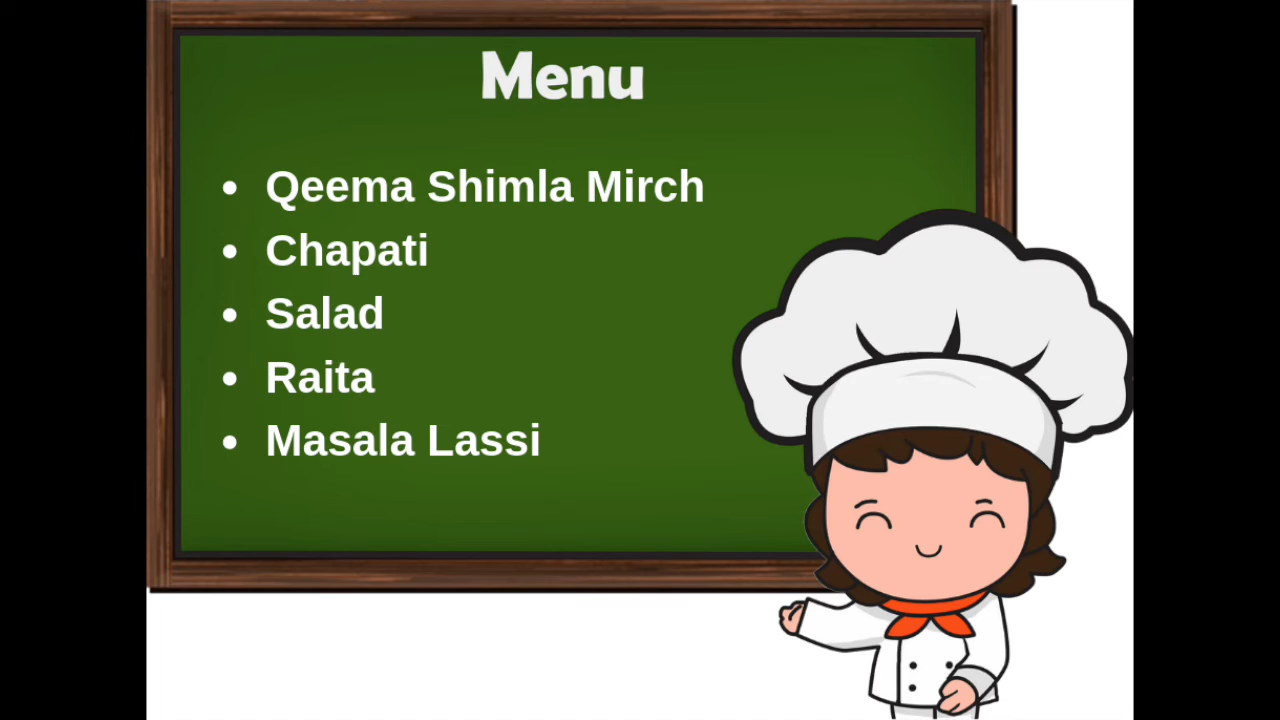 Menu
• Qeema Shimla Mirch
• Chapati
• Salad
• Raita
• Masala Lassi